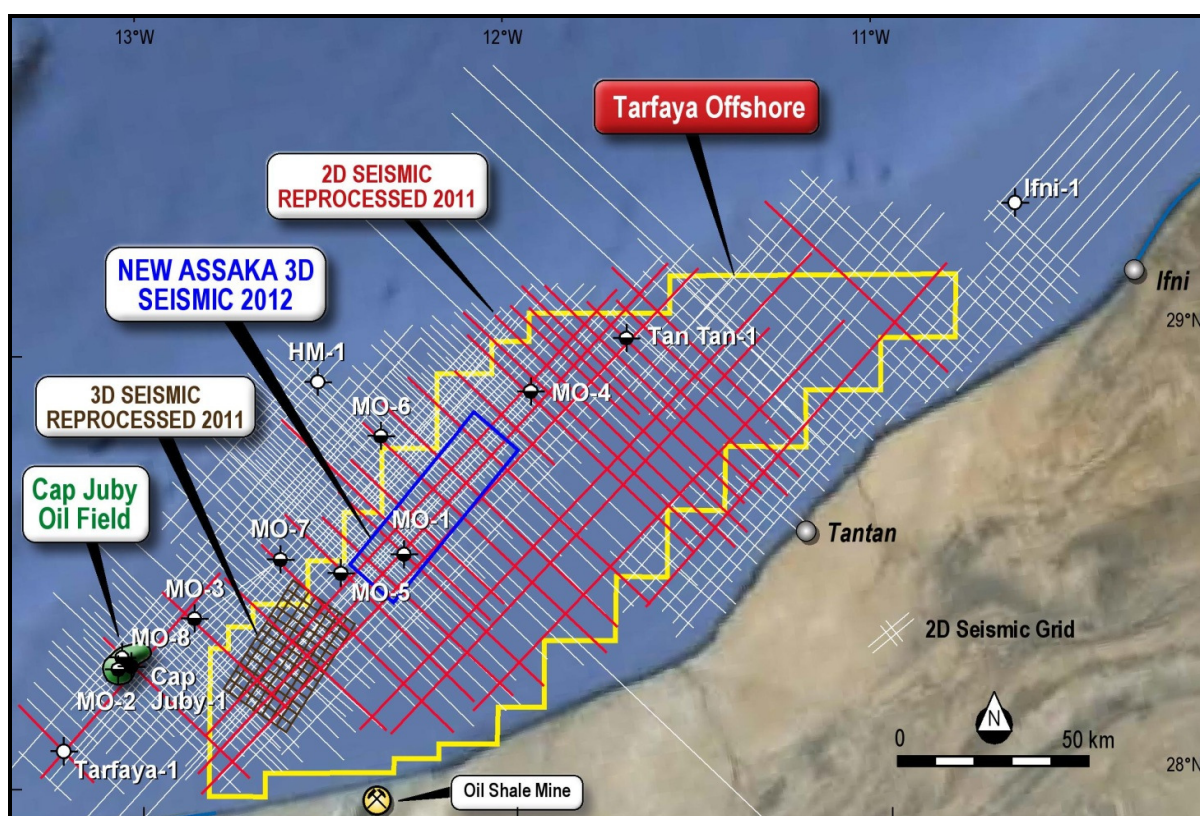 13°W
12°W
11°W
Tarfaya Offshore
2D SEISMIC
REPROCESSED 2011
Ifni-1
NEW ASSAKA 3D
SEISMIC 2012
Ifni
29°N
Tan Tan-1
HM-1
3D SEISMIC
REPROCESSED 2011
MO-4
MO-6
Cap Juby
Oil Field
MO-7
MO-1
Tantan
MO-5
MO-3
2D Seismic Grid
MO-8
Cap
Juby-1
MO-2
N
0
50 km
Tarfaya-1
28°N
Oil Shale Mine